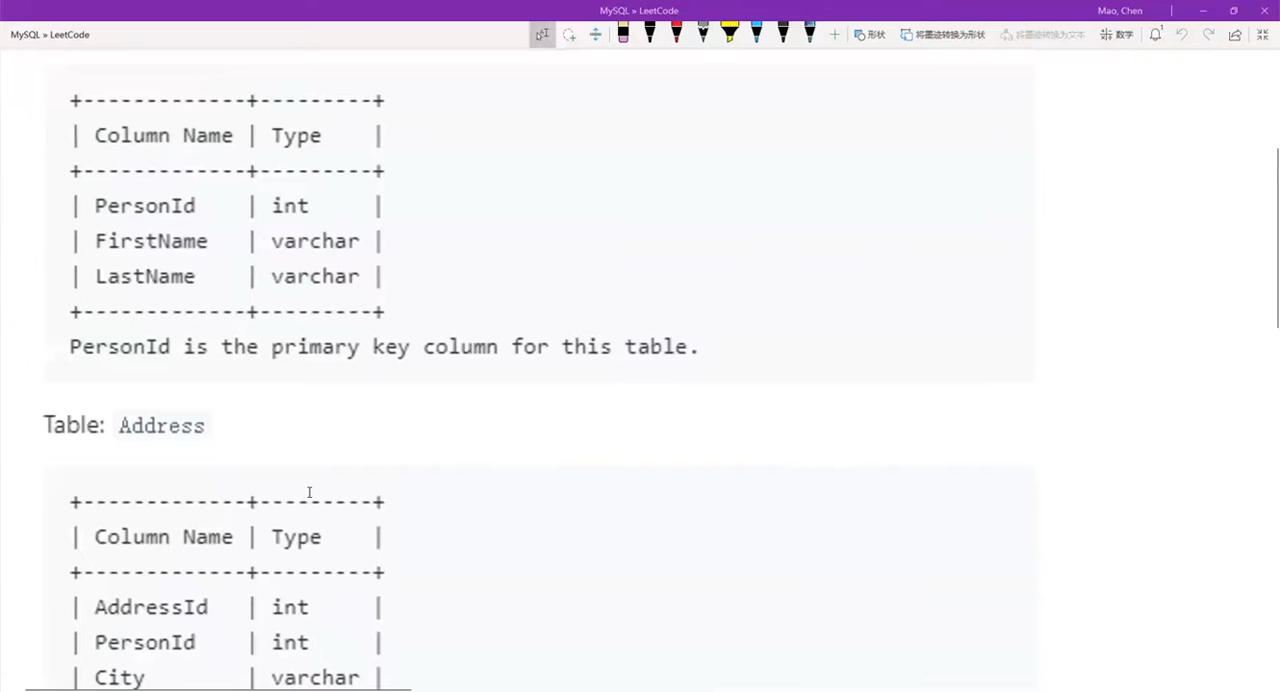 MySQL » LeetCode
Mao, Chen
MySQL » LeetCode
形状
将墨迹转换为形状
将墨迹转换为文本
数学
+-------------+---------+
| Column Name | Type    |
+-------------+---------+
| PersonId    | int     |
| FirstName   | varchar |
| LastName    | varchar |
+-------------+---------+
PersonId is the primary key column for this table.
Table: Address
+-------------+---------+
| Column Name | Type    |
+-------------+---------+
| AddressId   | int     |
| PersonId    | int     |
| City        | varchar |